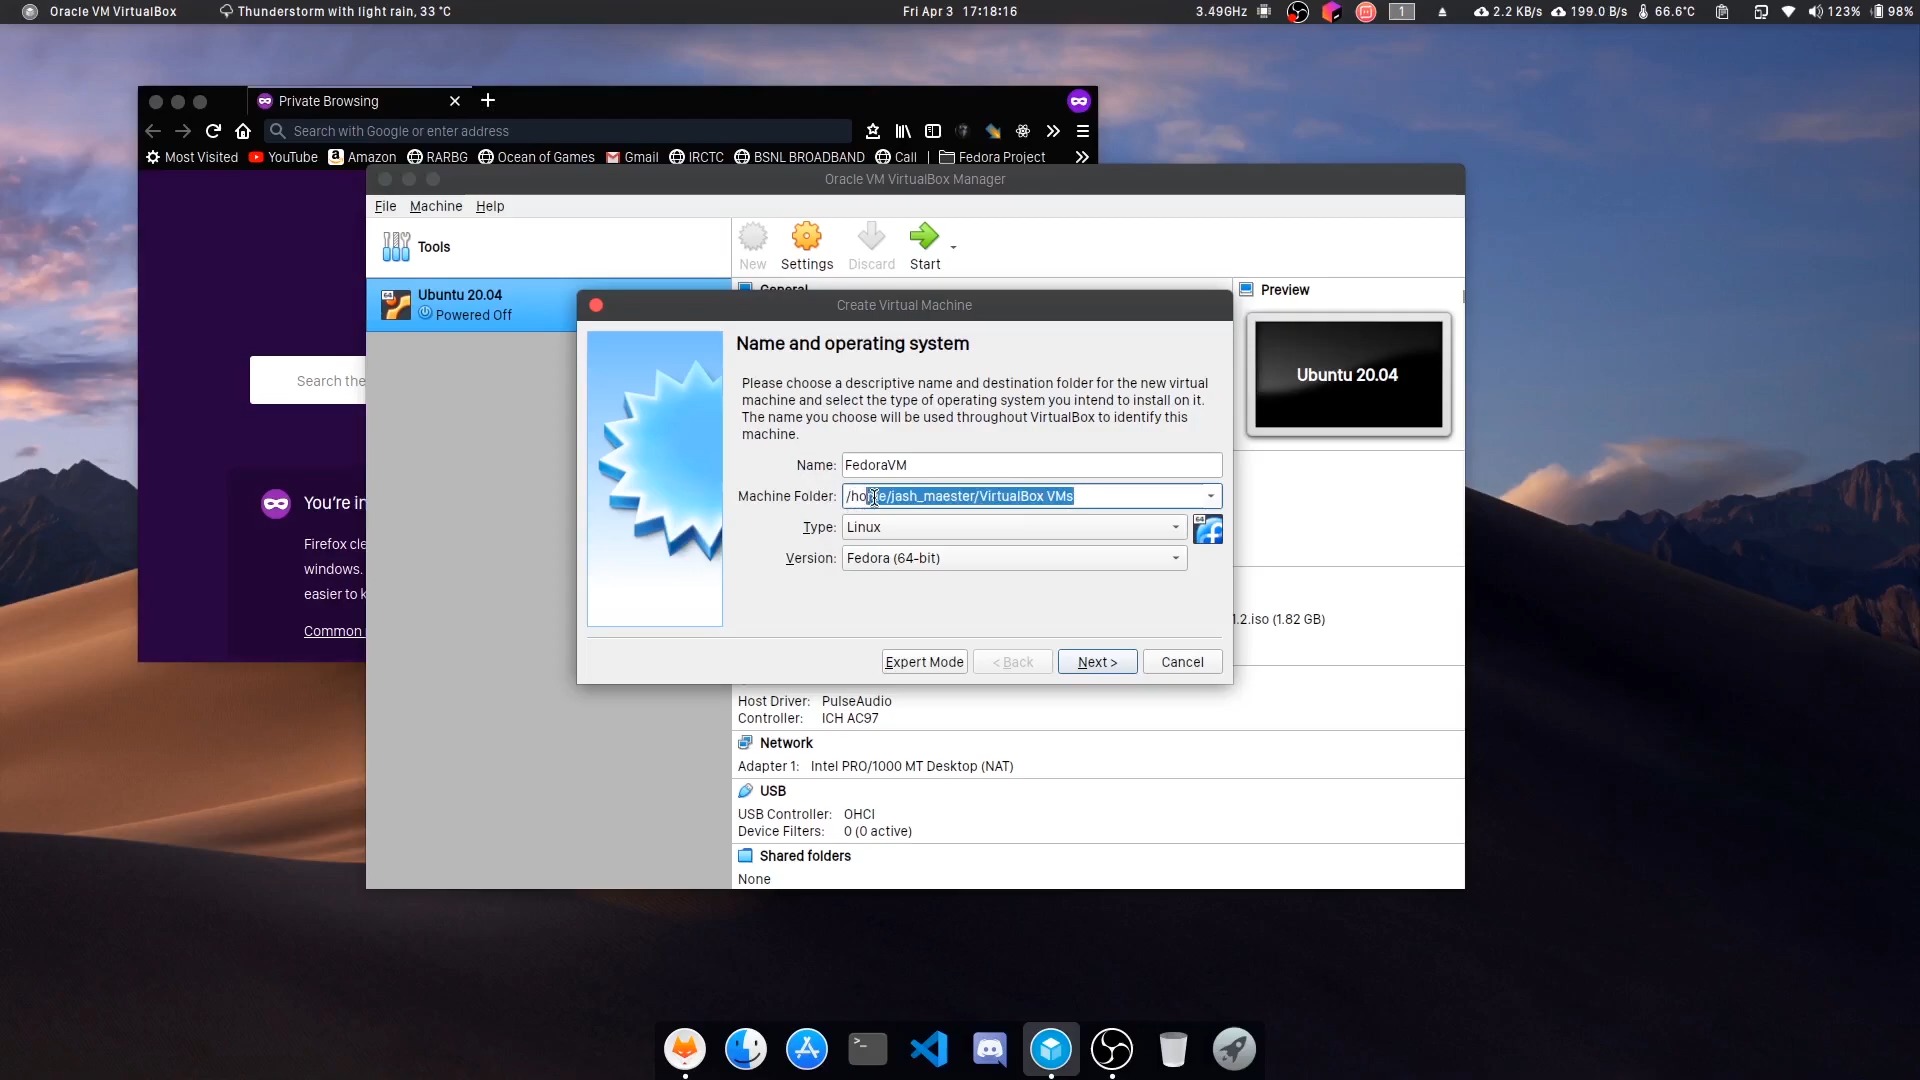 Oracle VM VirtualBox
Thunderstorm with light rain, 33 °C
Fri Apr 3 17:18:16
3.49GHz
1
2.2 KB/s
199.0 B/s
66.6°C
123%
98%
Private Browsing
Search with Google or enter address
Most Visited
YouTube
Amazon
RARBG
Ocean of Games
Gmail
IRCTC
BSNL BROADBAND
Call
Fedora Project
Oracle VM VirtualBox Manager
File Machine Help
Tools
New
Settings
Discard
Start
64
Ubuntu 20.04
Powered Off
General
Preview
Ubuntu 20.04
Search the
You're in
Firefox cle
windows.
easier to k
Common
Create Virtual Machine
Name and operating system
Please choose a descriptive name and destination folder for the new virtual
machine and select the type of operating system you intend to install on it.
The name you choose will be used throughout VirtualBox to identify this
machine.
Name: FedoraVM
Machine Folder: /home/jash_maester/VirtualBox VMs
Type: Linux
64
Version: Fedora (64-bit)
Expert Mode
< Back
Next >
Cancel
1.2.iso (1.82 GB)
Host Driver: PulseAudio
Controller: ICH AC97
Network
Adapter 1: Intel PRO/1000 MT Desktop (NAT)
USB
USB Controller: OHCI
Device Filters: 0 (0 active)
Shared folders
None
>_